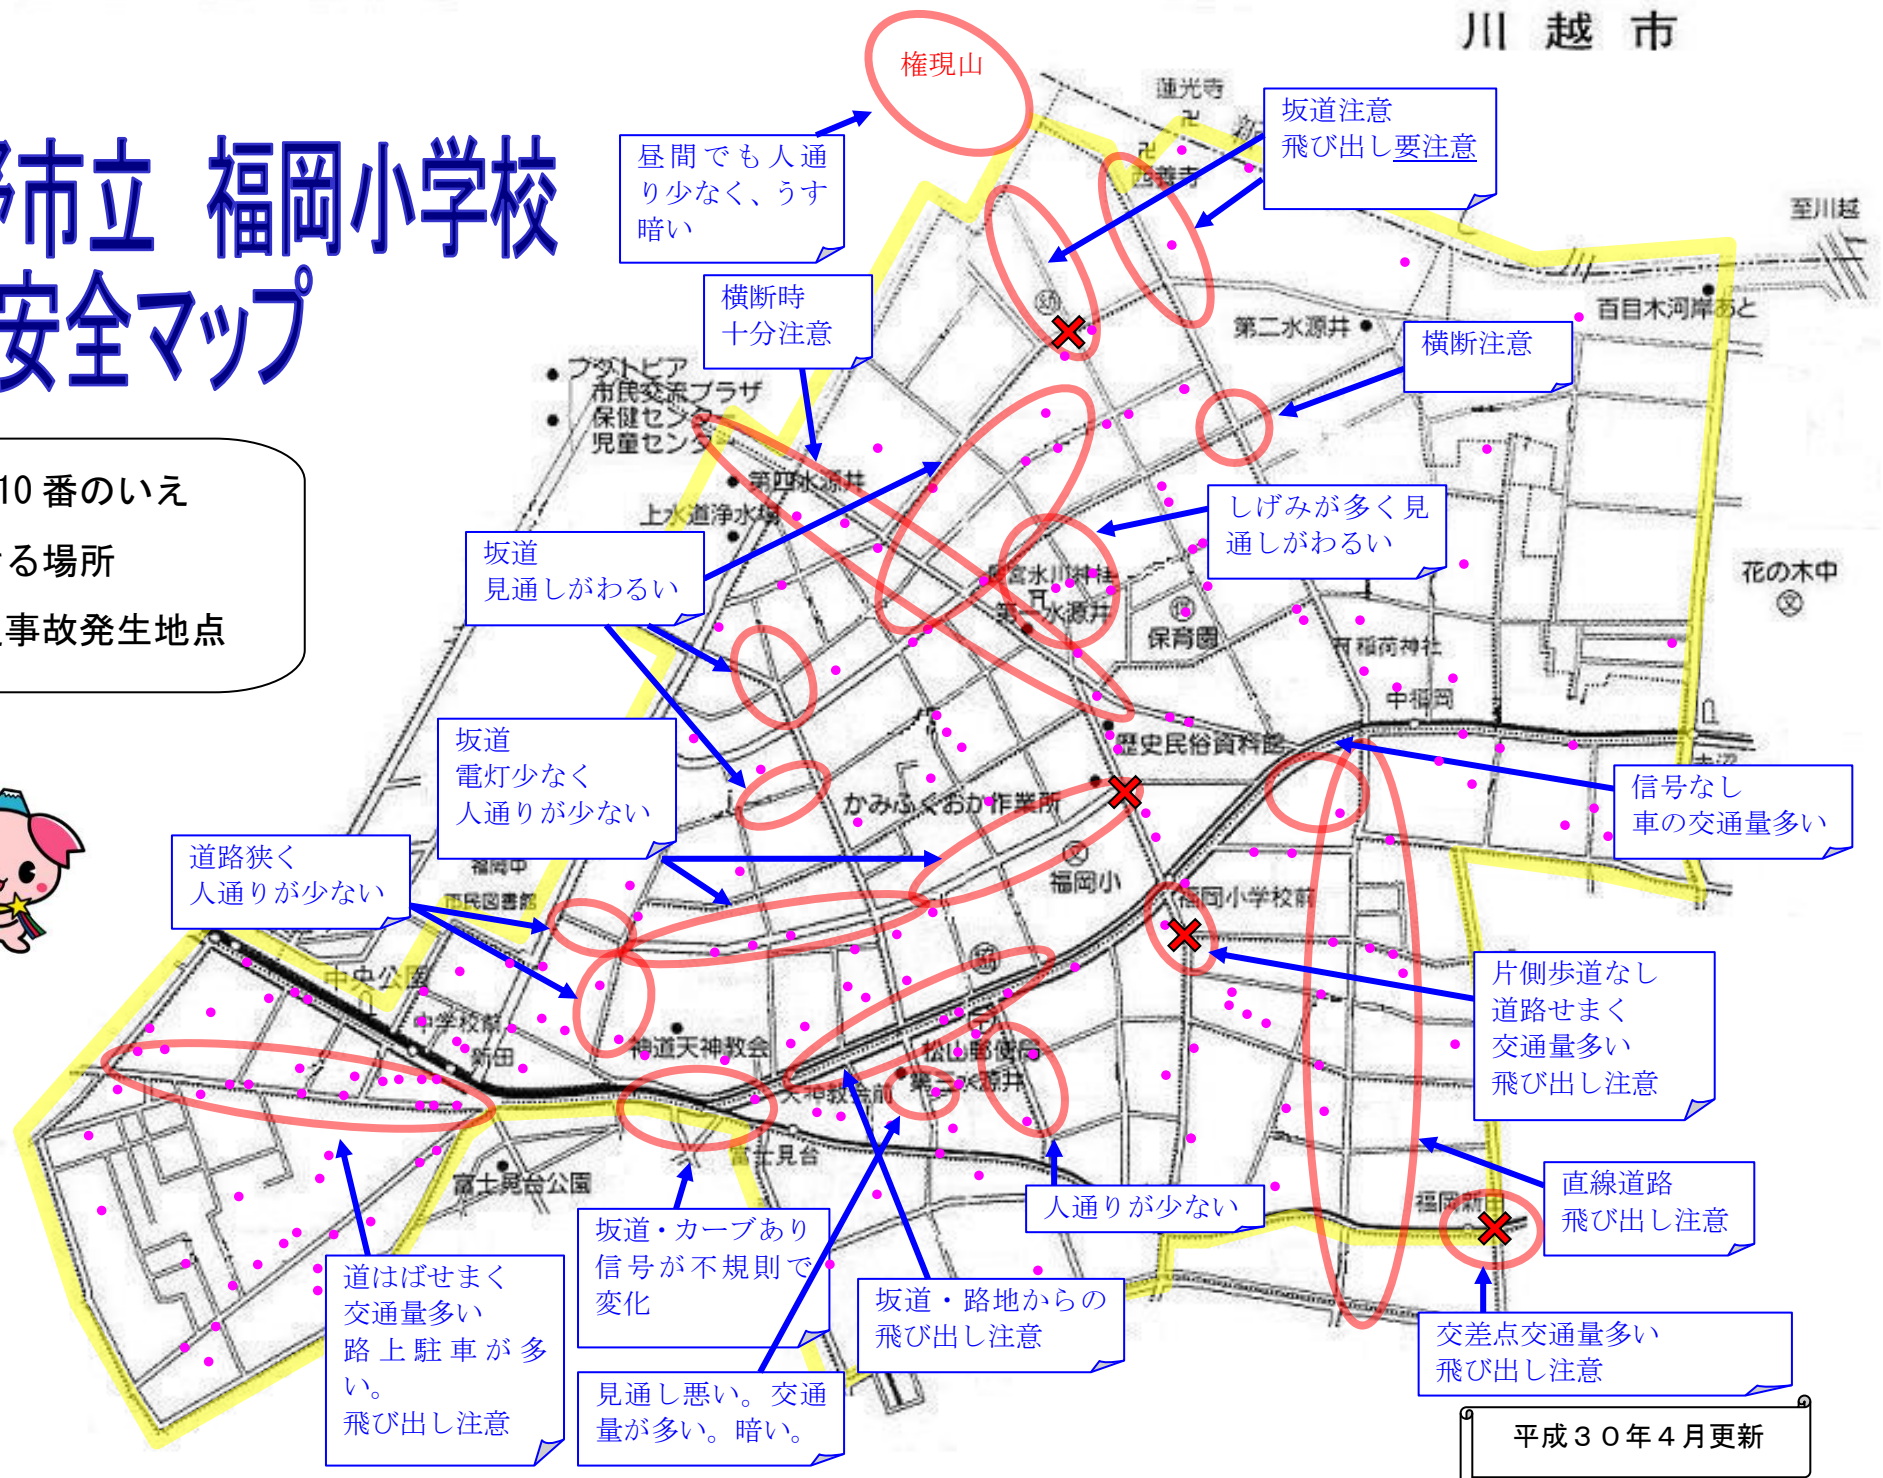 川越市
野市立 福岡小学校
安全マップ
10番のいえ
る場所
事故発生地点
権現山
昼間でも人通
り少なく、うす
暗い
坂道注意
飛び出し要注意
横断時
十分注意
横断注意
坂道
見通しがわるい
しげみが多く見
通しがわるい
坂道
電灯少なく
人通りが少ない
道路狭く
人通りが少ない
信号なし
車の交通量多い
片側歩道なし
道路せまく
交通量多い
飛び出し注意
直線道路
飛び出し注意
人通りが少ない
坂道・カーブあり
信号が不規則で
変化
坂道・路地からの
飛び出し注意
道はばせまく
交通量多い
路上駐車が多
い。
飛び出し注意
見通し悪い。交通
量が多い。暗い。
交差点交通量多い
飛び出し注意
平成30年4月更新
蓮光寺
西養寺
新
川
至川越
百目木河岸あと
第二水源井
幼
市民交流プラザ
保健センター
児童センター
第四水源井
上水道浄水場
第一水源井
保
保育園
稲荷神社
花の木中
文
中福岡
歴史民俗資料館
かみふくおか作業所
文
福岡小
福岡小学校前
福岡中
市民図書館
中央公園
中学校前
新田
神道天神教会
天神教会前
松山郵便局
第三水源井
富士見台
富士見台公園
福岡新田